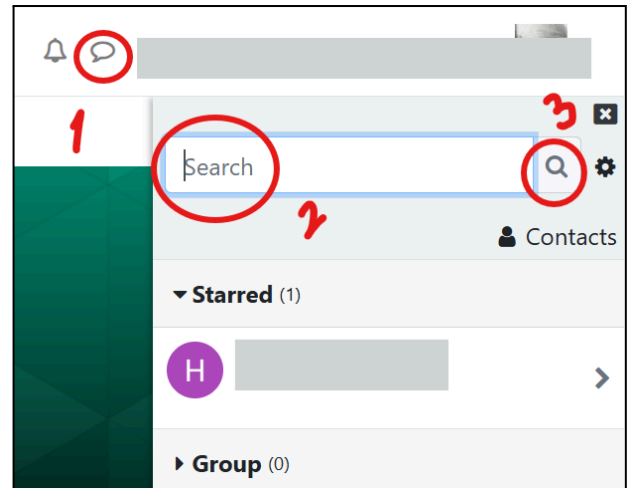 1
3
Search
2
Contacts
Starred (1)
H
Group (0)